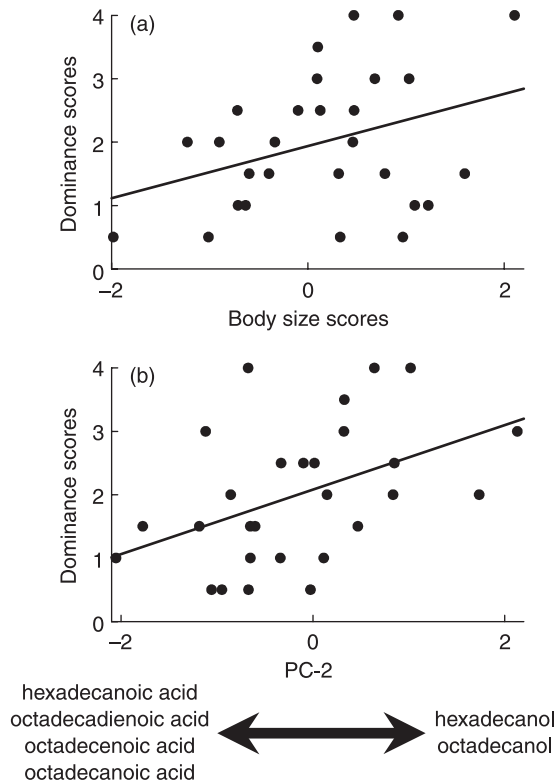 (a)
4
3
2
1
0
Dominance scores
−2
0
2
Body size scores
(b)
4
3
2
1
0
Dominance scores
−2
0
2
PC-2
hexadecanoic acid
octadecadienoic acid
octadecenoic acid
octadecanoic acid
hexadecanol
octadecanol